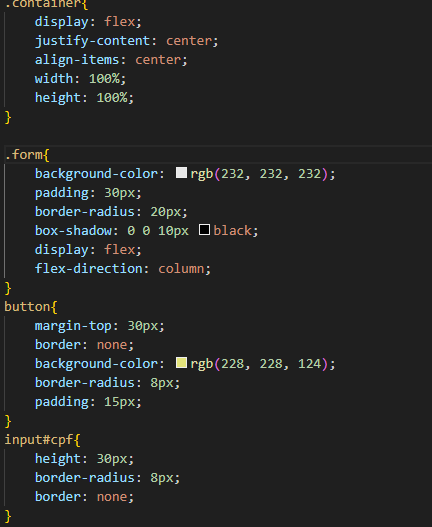 .container{
display: flex;
justify-content: center;
align-items: center;
width: 100%;
height: 100%;
}
.form{
background-color: rgb(232, 232, 232);
padding: 30px;
border-radius: 20px;
box-shadow: 0 0 10px black;
display: flex;
flex-direction: column;
}
button{
margin-top: 30px;
border: none;
background-color: rgb(228, 228, 124);
border-radius: 8px;
padding: 15px;
}
input#cpf{
height: 30px;
border-radius: 8px;
border: none;
}